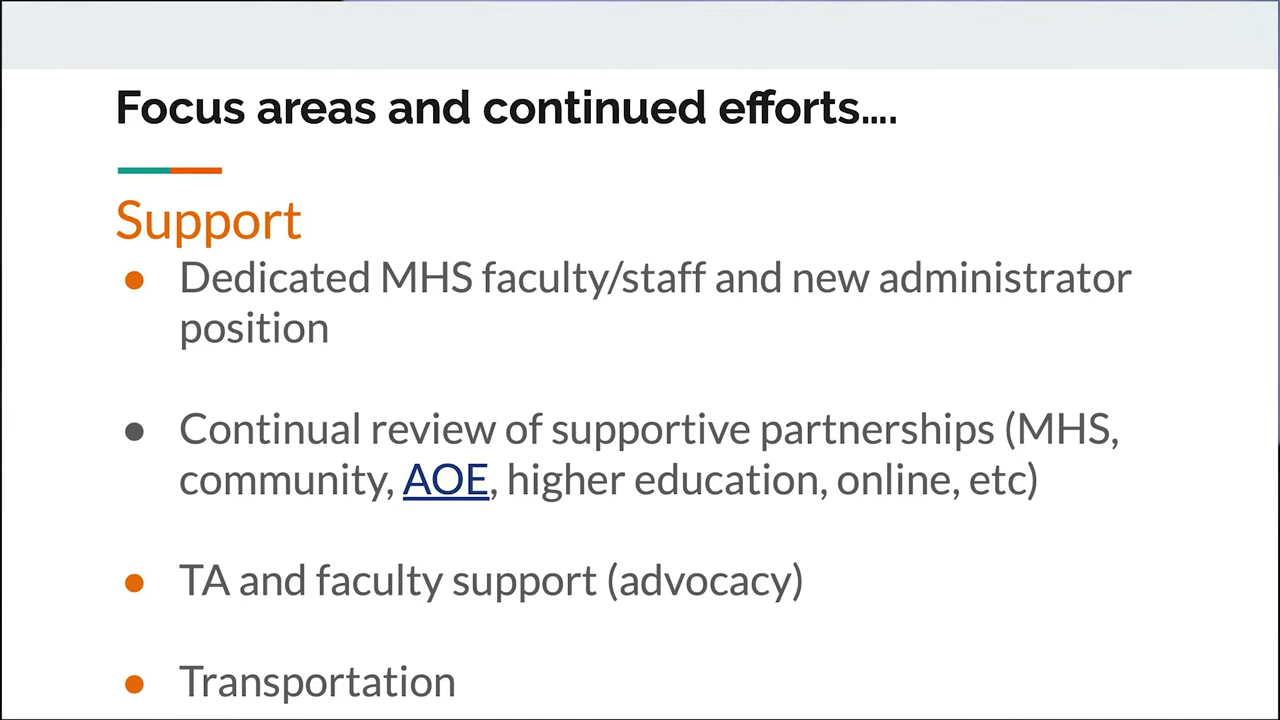 Focus areas and continued efforts....
Support
● Dedicated MHS faculty/staff and new administrator
position
● Continual review of supportive partnerships (MHS,
community, AOE, higher education, online, etc)
● TA and faculty support (advocacy)
● Transportation